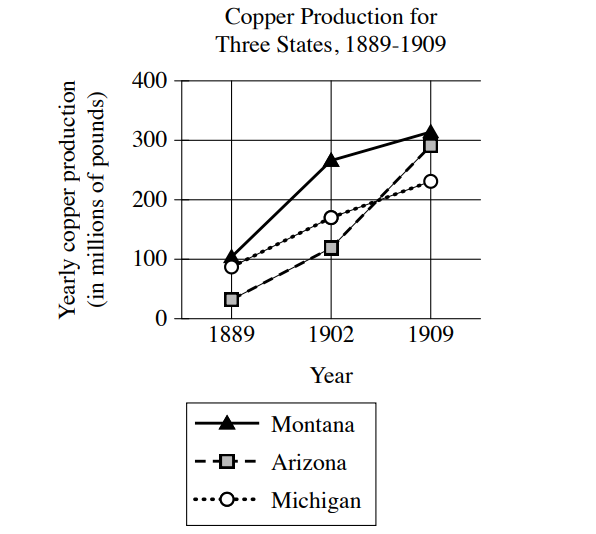 Copper Production for
Three States, 1889-1909
Yearly copper production
(in millions of pounds)
400
300
200
100
0
1889 1902 1909
Year
Montana
Arizona
Michigan